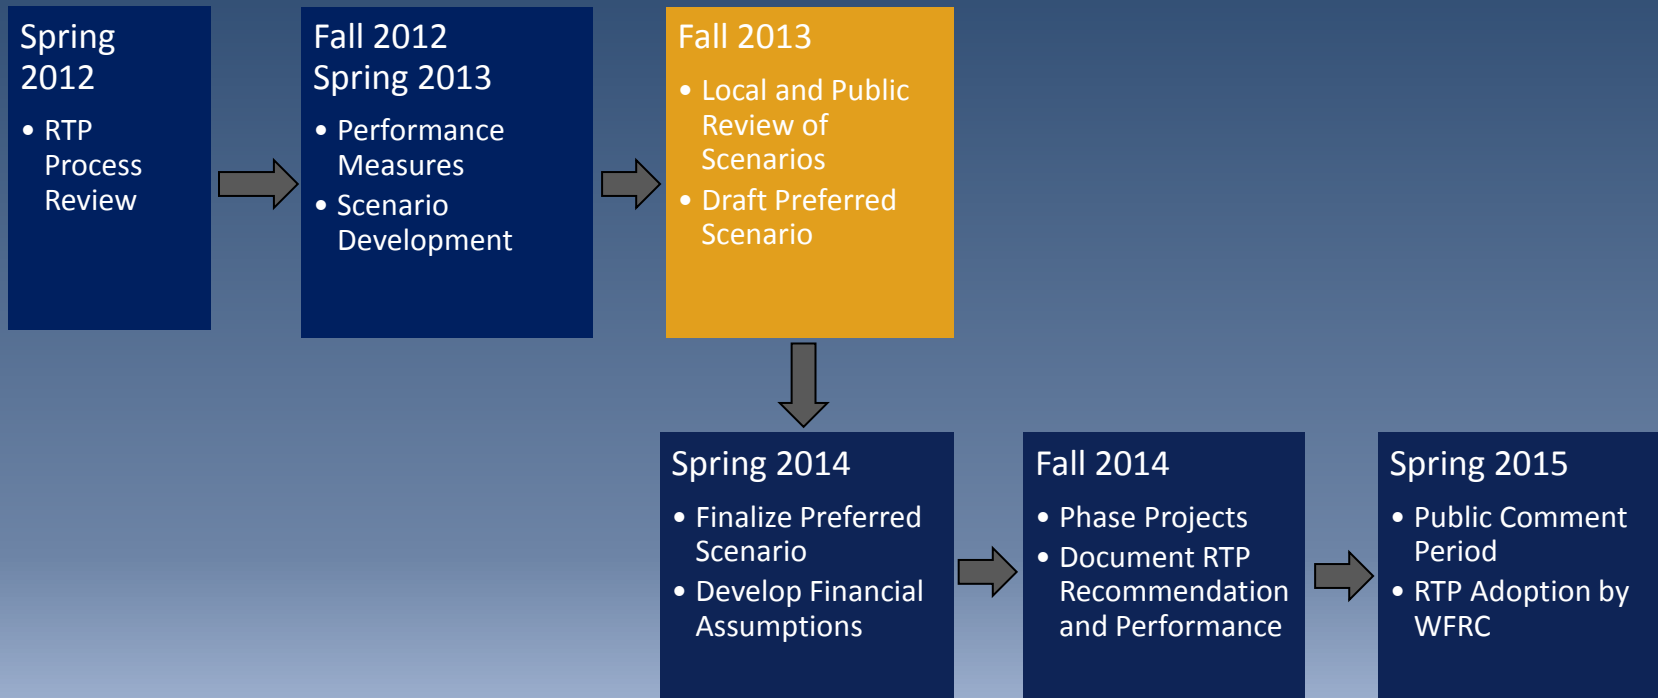 Spring
2012
• RTP
Process
Review
Fall 2012
Spring 2013
• Performance
Measures
• Scenario
Development
Fall 2013
• Local and Public
Review of
Scenarios
• Draft Preferred
Scenario
Spring 2014
• Finalize Preferred
Scenario
• Develop Financial
Assumptions
Fall 2014
• Phase Projects
• Document RTP
Recommendation
and Performance
Spring 2015
• Public Comment
Period
• RTP Adoption by
WFRC